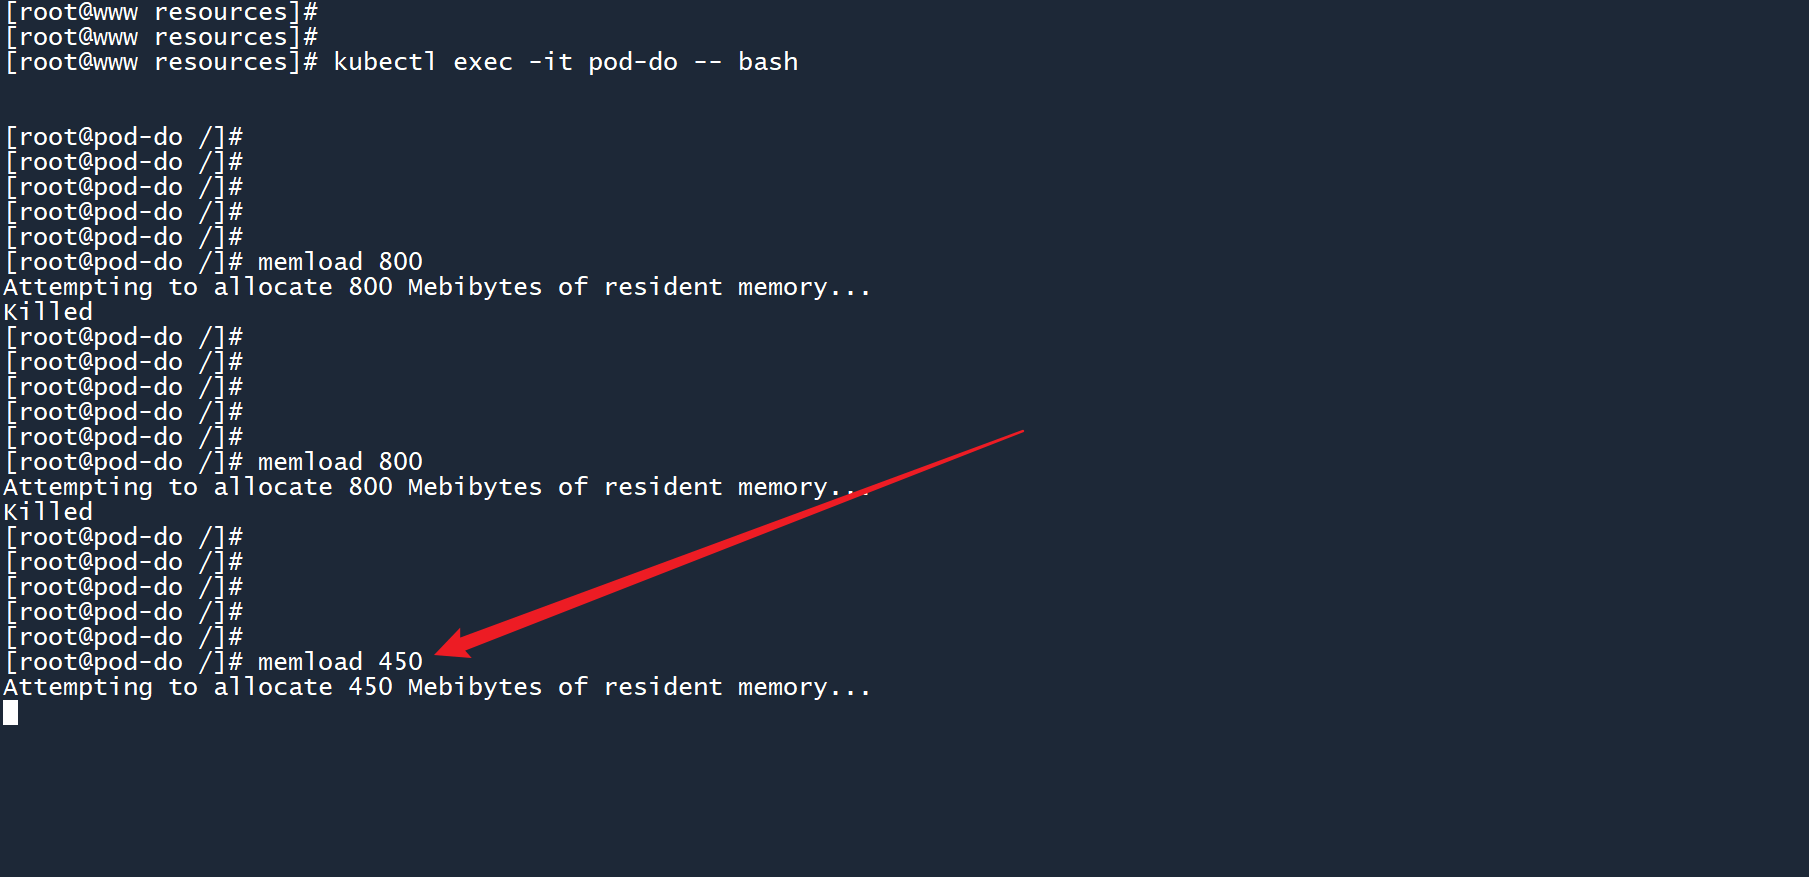 [root@www resources]#
[root@www resources]#
[root@www resources]# kubectl exec -it pod-do -- bash
[root@pod-do /]#
[root@pod-do /]#
[root@pod-do /]#
[root@pod-do /]#
[root@pod-do /]#
[root@pod-do /]# memload 800
Attempting to allocate 800 Mebibytes of resident memory...
Killed
[root@pod-do /]#
[root@pod-do /]#
[root@pod-do /]#
[root@pod-do /]#
[root@pod-do /]#
[root@pod-do /]# memload 800
Attempting to allocate 800 Mebibytes of resident memory...
Killed
[root@pod-do /]#
[root@pod-do /]#
[root@pod-do /]#
[root@pod-do /]#
[root@pod-do /]#
[root@pod-do /]# memload 450
Attempting to allocate 450 Mebibytes of resident memory...